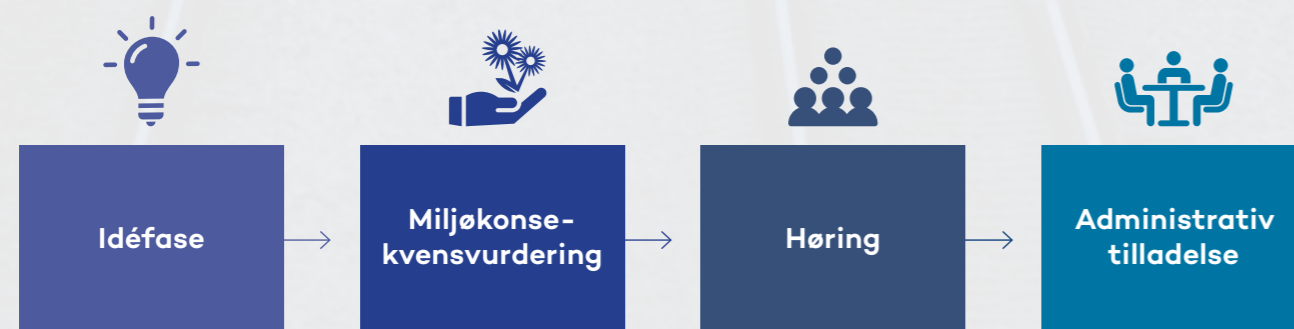 Idéfase
Miljøkonse-
kvensvurdering
Høring
Administrativ
tilladelse